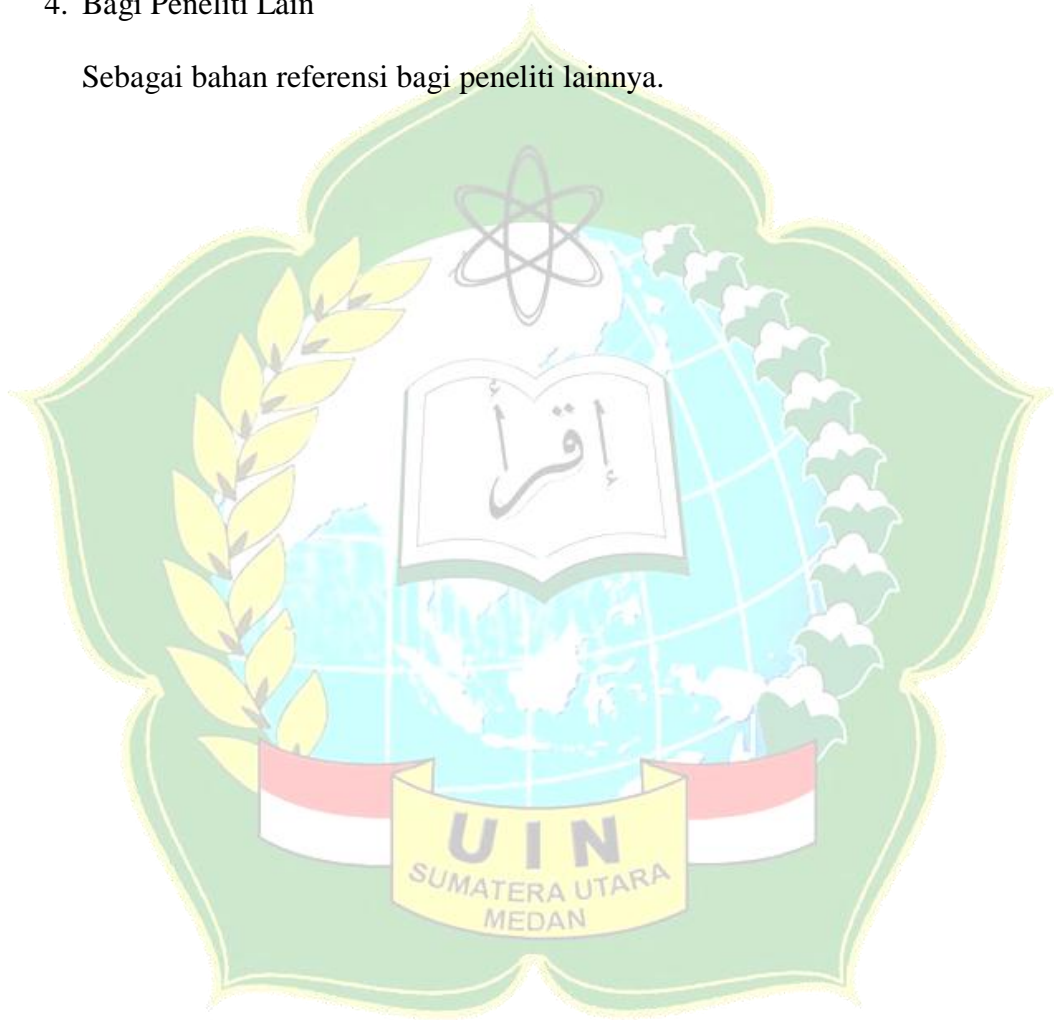 4. Bagi Peneliti Lain
Sebagai bahan referensi bagi peneliti lainnya.
إقرأ
UIN
SUMATERA UTARA
MEDAN